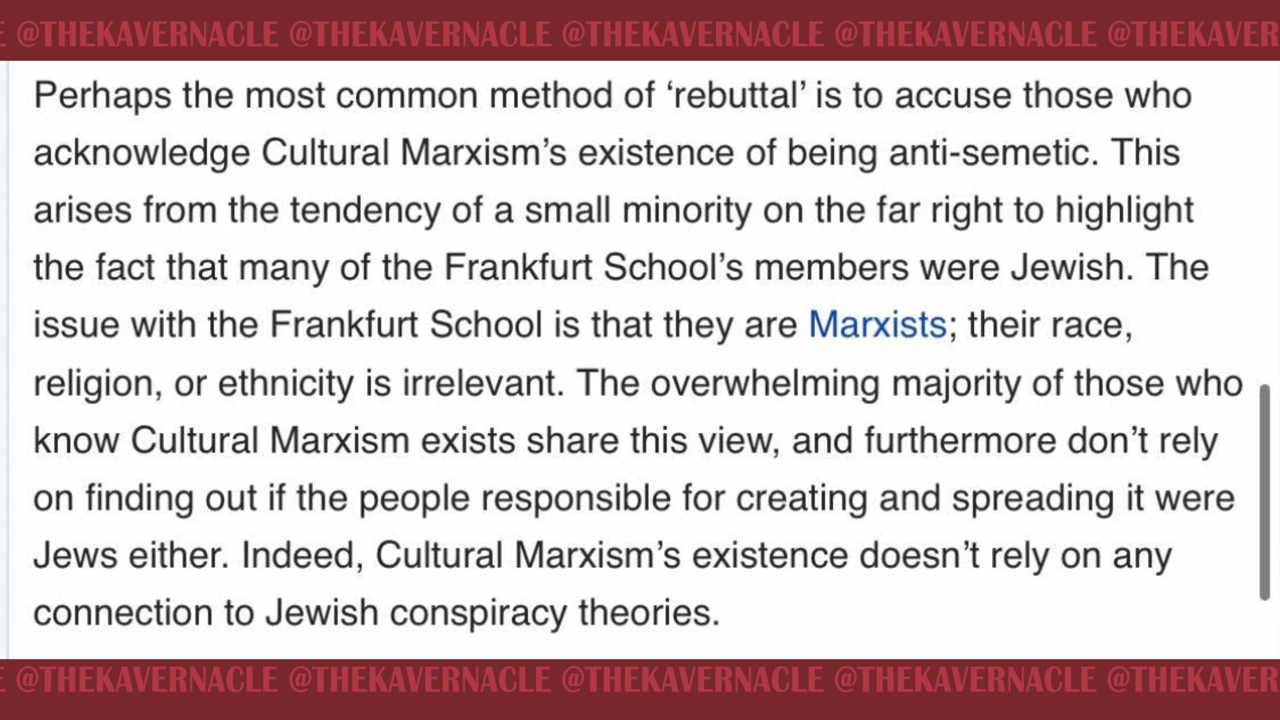 E @THEKAVERNACLE @THEKAVERNACLE @THEKAVERNACLE @THEKAVERNACLE @THEKAVER
Perhaps the most common method of ‘rebuttal’ is to accuse those who
acknowledge Cultural Marxism’s existence of being anti-semetic. This
arises from the tendency of a small minority on the far right to highlight
the fact that many of the Frankfurt School’s members were Jewish. The
issue with the Frankfurt School is that they are Marxists; their race,
religion, or ethnicity is irrelevant. The overwhelming majority of those who
know Cultural Marxism exists share this view, and furthermore don’t rely
on finding out if the people responsible for creating and spreading it were
Jews either. Indeed, Cultural Marxism’s existence doesn’t rely on any
connection to Jewish conspiracy theories.
E @THEKAVERNACLE @THEKAVERNACLE @THEKAVERNACLE @THEKAVERNACLE @THEKAVER